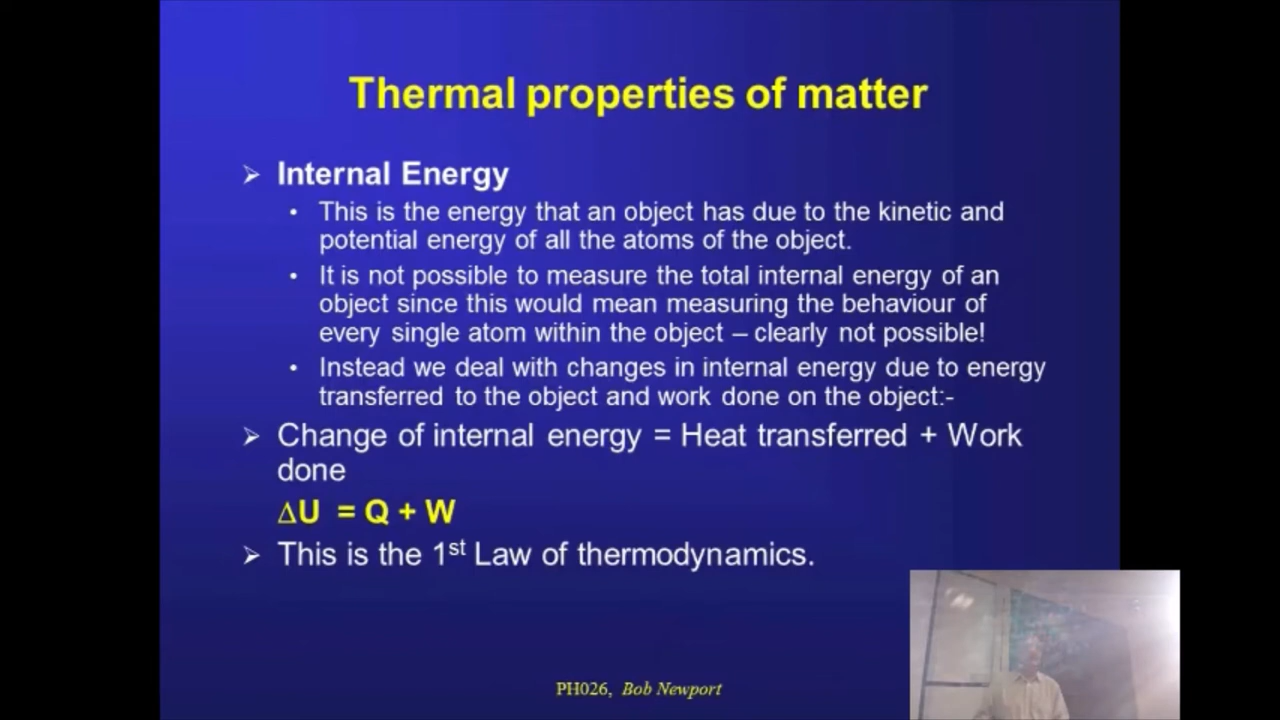 Thermal properties of matter
➢ Internal Energy
• This is the energy that an object has due to the kinetic and
potential energy of all the atoms of the object.
• It is not possible to measure the total internal energy of an
object since this would mean measuring the behaviour of
every single atom within the object – clearly not possible!
• Instead we deal with changes in internal energy due to energy
transferred to the object and work done on the object:-
➢ Change of internal energy = Heat transferred + Work
done
ΔU = Q + W
➢ This is the 1st Law of thermodynamics.
PH026, Bob Newport